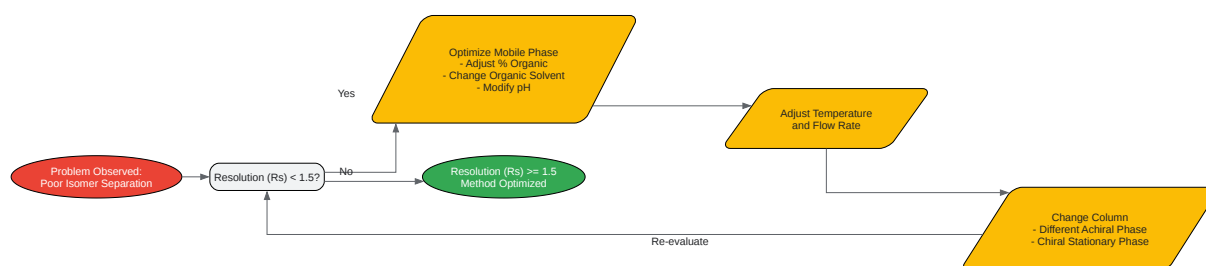 Problem Observed:
Poor Isomer Separation
Resolution (Rs) < 1.5?
Yes
No
Optimize Mobile Phase
- Adjust % Organic
- Change Organic Solvent
- Modify pH
Resolution (Rs) >= 1.5
Method Optimized
Adjust Temperature
and Flow Rate
Change Column
- Different Achiral Phase
- Chiral Stationary Phase
Re-evaluate